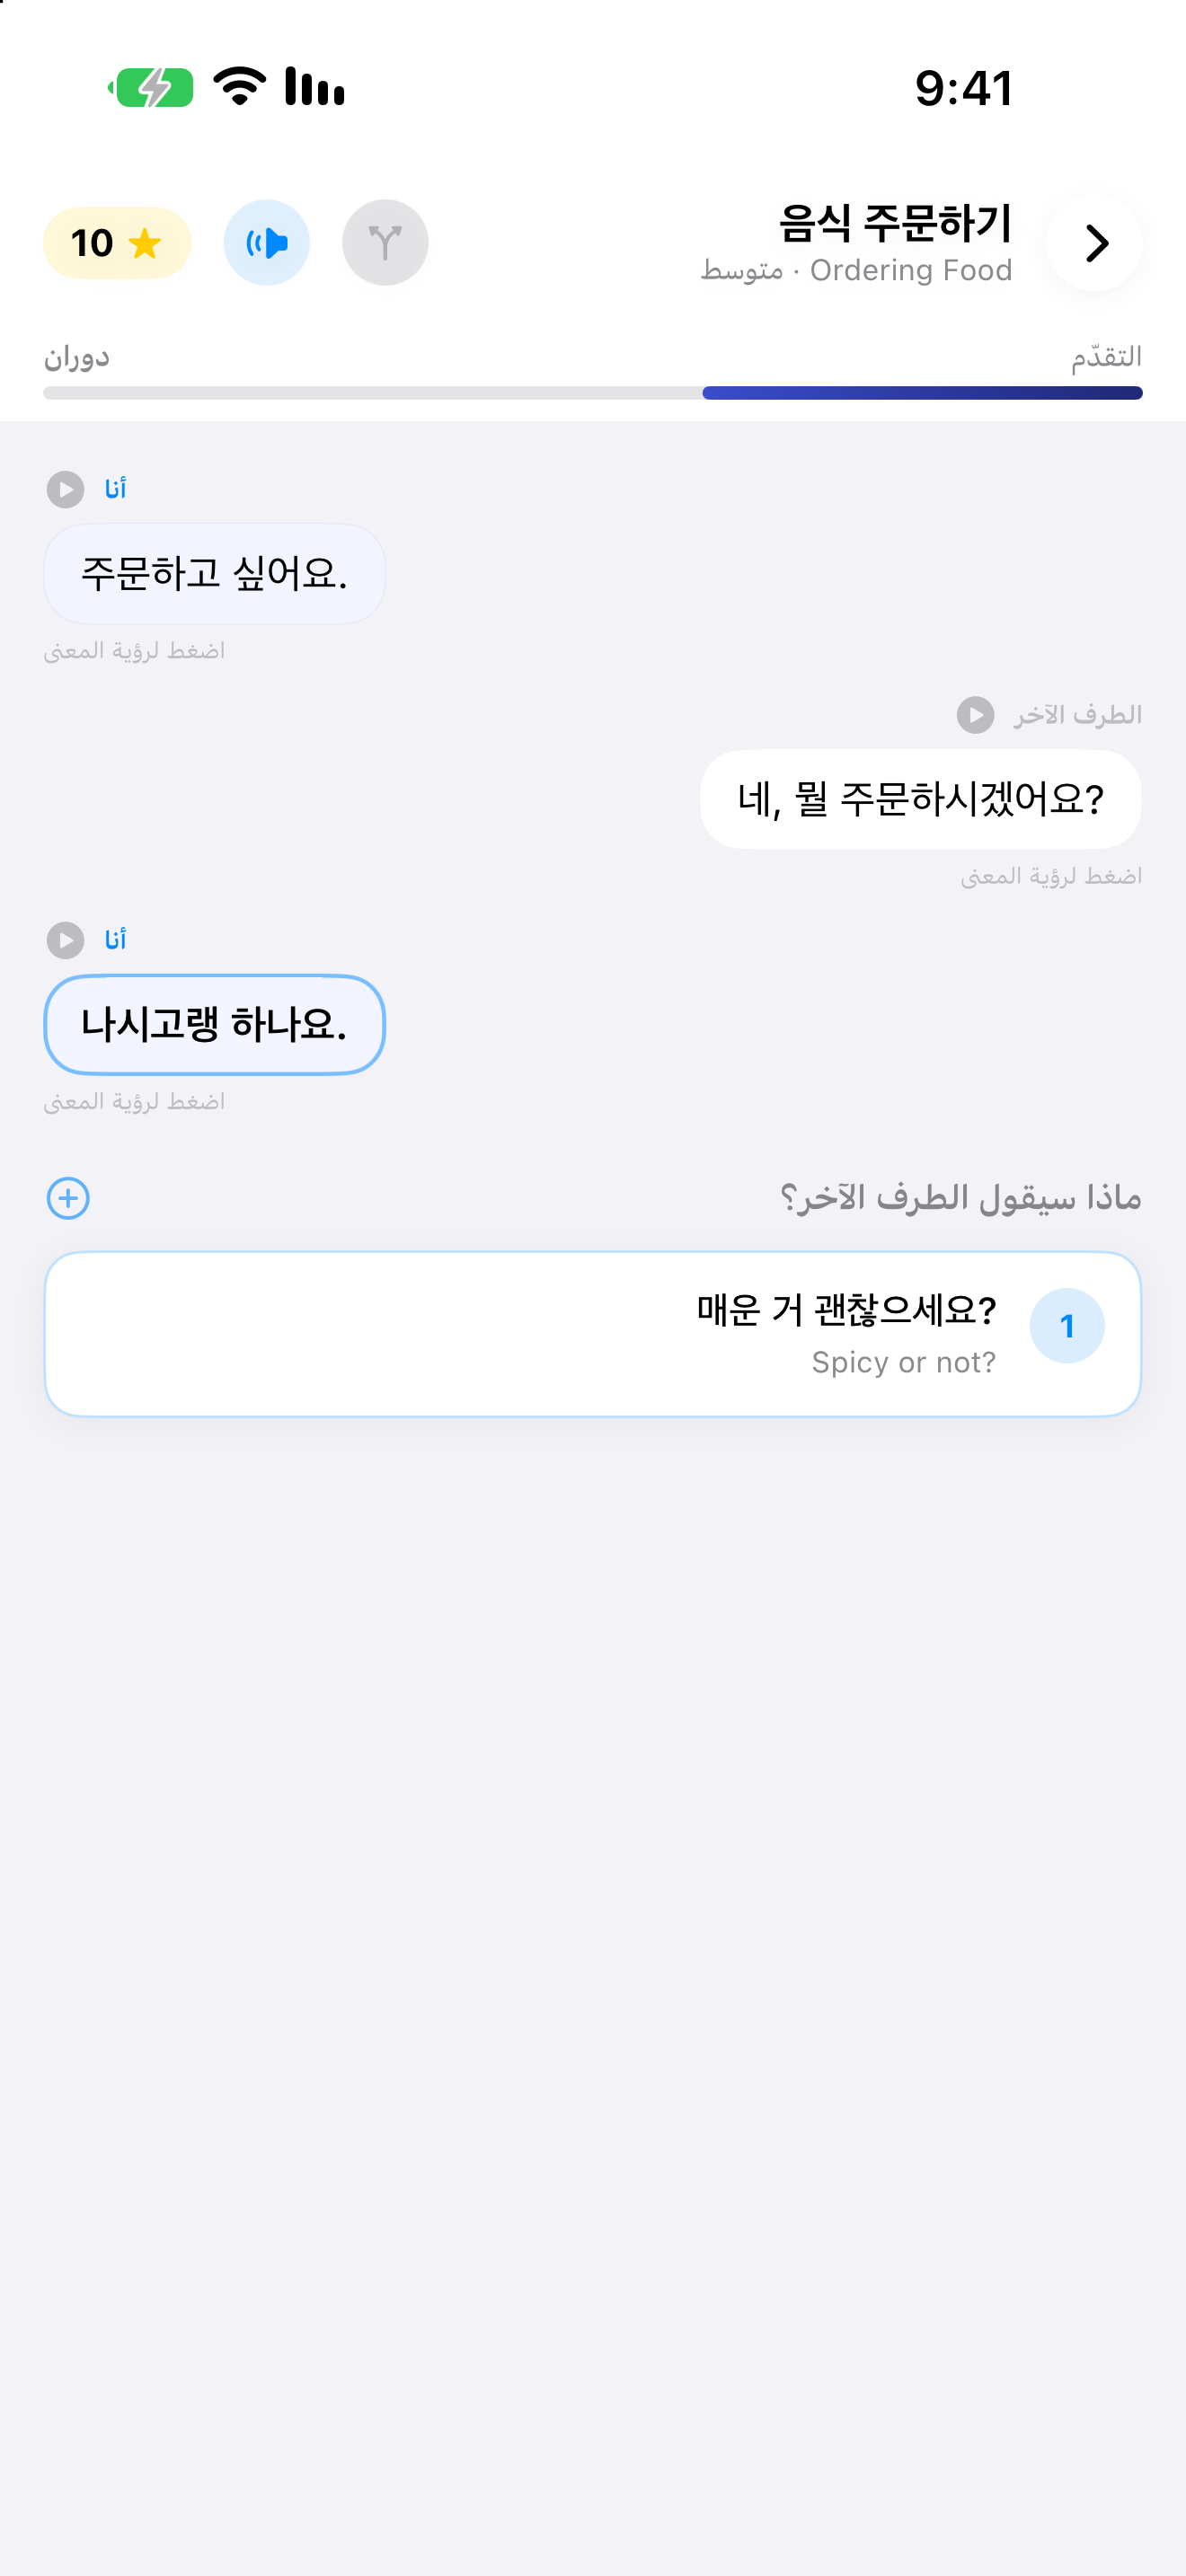 9:41
음식 주문하기
Ordering Food · متوسط
10
التقدّم
دوران
أنا
주문하고 싶어요.
اضغط لرؤية المعنى
الطرف الآخر
네, 뭘 주문하시겠어요?
اضغط لرؤية المعنى
أنا
나시고랭 하나요.
اضغط لرؤية المعنى
ماذا سيقول الطرف الآخر؟
1
매운 거 괜찮으세요?
Spicy or not?